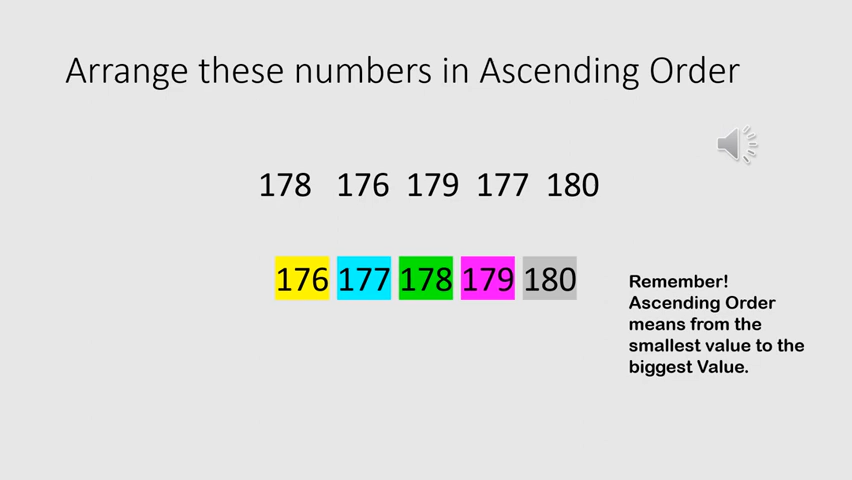 Arrange these numbers in Ascending Order
178 176 179 177 180
176 177 178 179 180
Remember!
Ascending Order
means from the
smallest value to the
biggest Value.